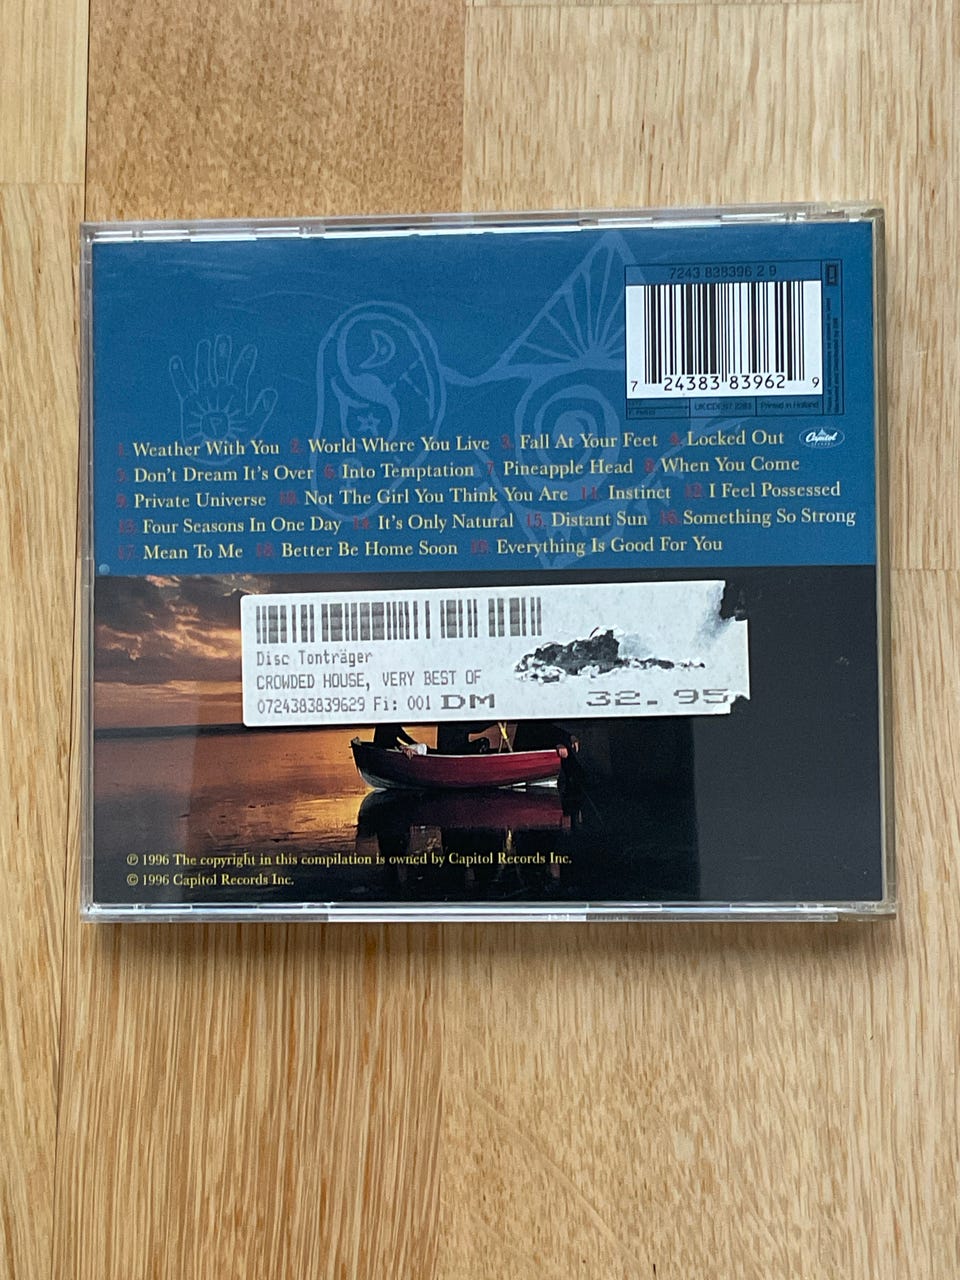 7243 838396 2 9
7 24383 83962 9
UK:CDEST 2283 Printed in Holland
1. Weather With You 2. World Where You Live 3. Fall At Your Feet 4. Locked Out
Capitol
5. Don't Dream It's Over 6. Into Temptation 7. Pineapple Head 8. When You Come
9. Private Universe 10. Not The Girl You Think You Are 11. Instinct 12. I Feel Possessed
13. Four Seasons In One Day 14. It's Only Natural 15. Distant Sun 16. Something So Strong
17. Mean To Me 18. Better Be Home Soon 19. Everything Is Good For You
Disc Tonträger
CROWDED HOUSE, VERY BEST OF
0724383839629 Fi: 001 DM 32.95
℗ 1996 The copyright in this compilation is owned by Capitol Records Inc.
© 1996 Capitol Records Inc.